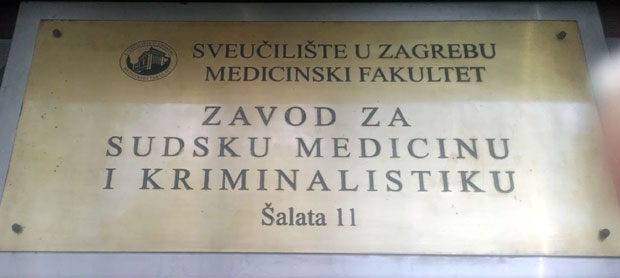 SVEUČILIŠTE U ZAGREBU
MEDICINSKI FAKULTET
ZAVOD ZA
SUDSKU MEDICINU
I KRIMINALISTIKU
Šalata 11